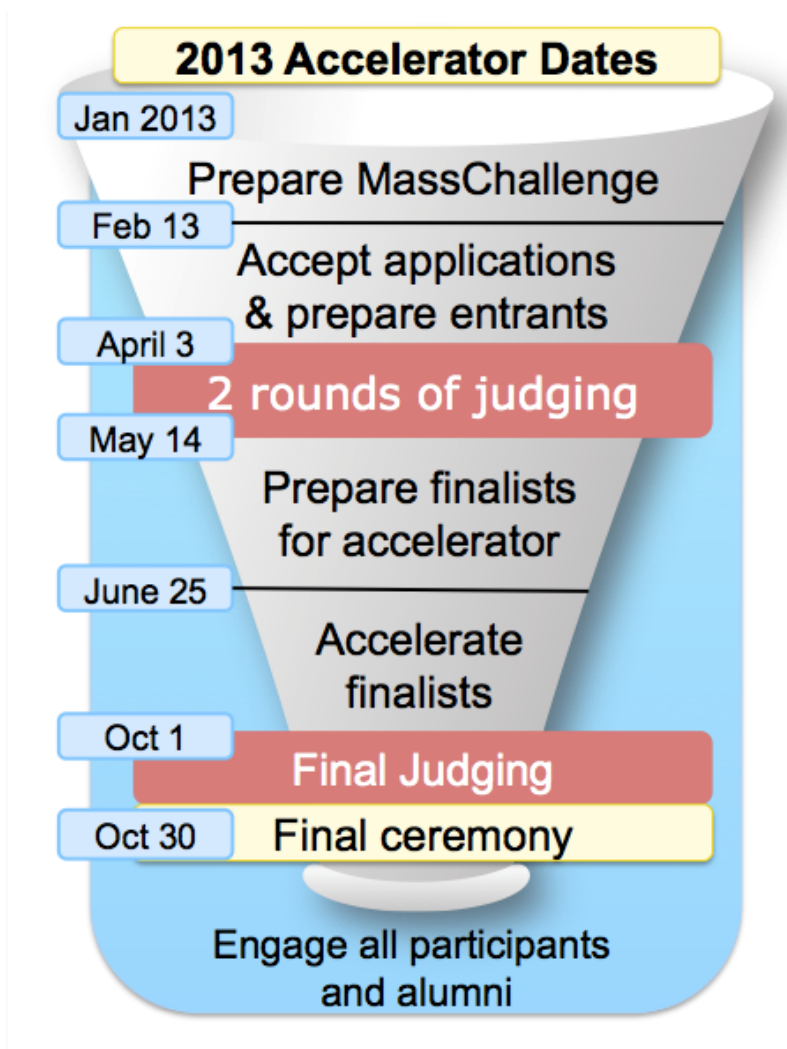 2013 Accelerator Dates
Jan 2013
Prepare MassChallenge
Feb 13
Accept applications
& prepare entrants
April 3
2 rounds of judging
May 14
Prepare finalists
for accelerator
June 25
Accelerate
finalists
Oct 1
Final Judging
Oct 30
Final ceremony
Engage all participants
and alumni